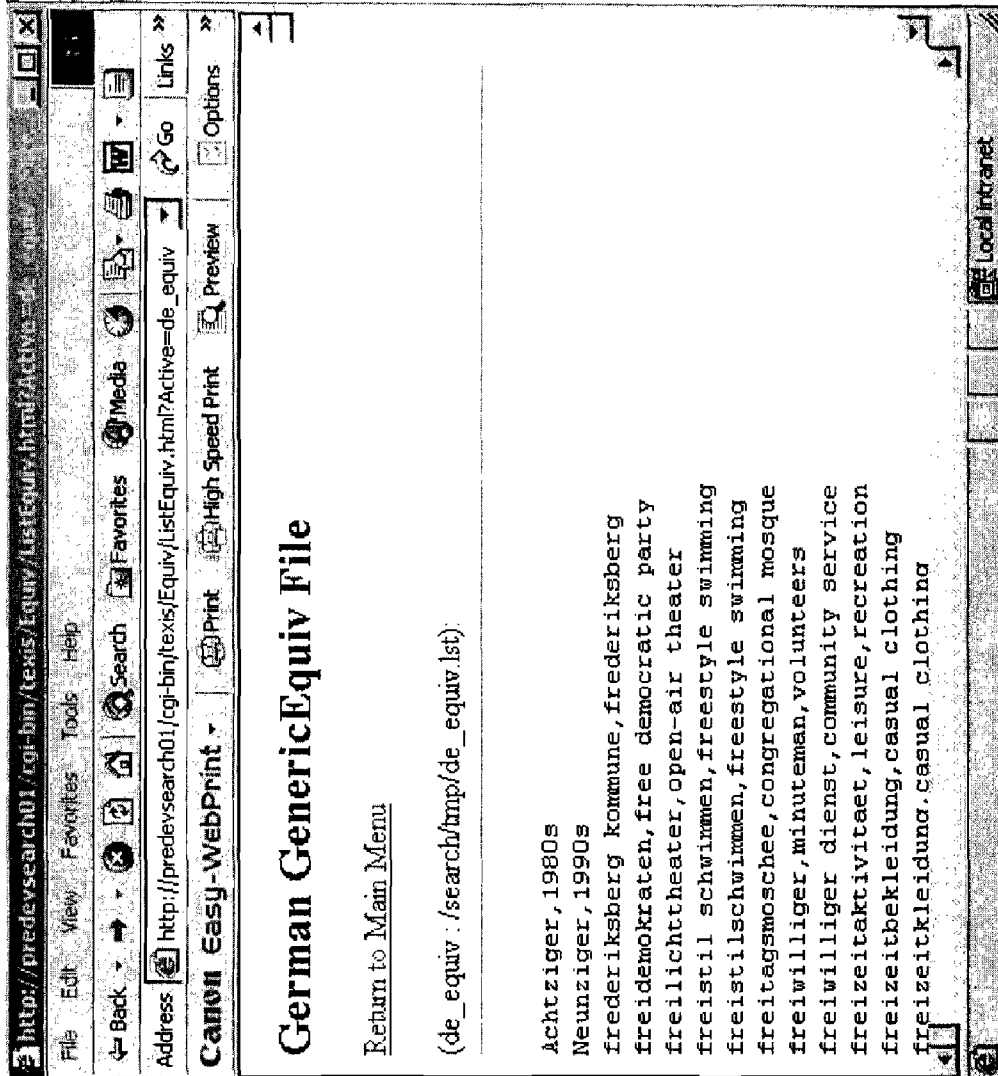 http://predevsearch01/cgi-bin/texis/Equiv/ListEquiv.html?Active=de_equiv
File Edit View Favorites Tools Help
Back Search Favorites Media
Address http://predevsearch01/cgi-bin/texis/Equiv/ListEquiv.html?Active=de_equiv Go Links »
Canon Easy-WebPrint Print High Speed Print Preview Options »
German GenericEquiv File
Return to Main Menu
(de_equiv : /search/tmp/de_equiv.lst):
Achtziger,1980s
Neunziger,1990s
frederiksberg kommune,frederiksberg
freidemokraten,free democratic party
freilichttheater,open-air theater
freistil schwimmen,freestyle swimming
freistilschwimmen,freestyle swimming
freitagsmoschee,congregational mosque
freiwilliger,minuteman,volunteers
freiwilliger dienst,community service
freizeitaktivitaet,leisure,recreation
freizeitbekleidung,casual clothing
freizeitkleidung,casual clothing
Local intranet